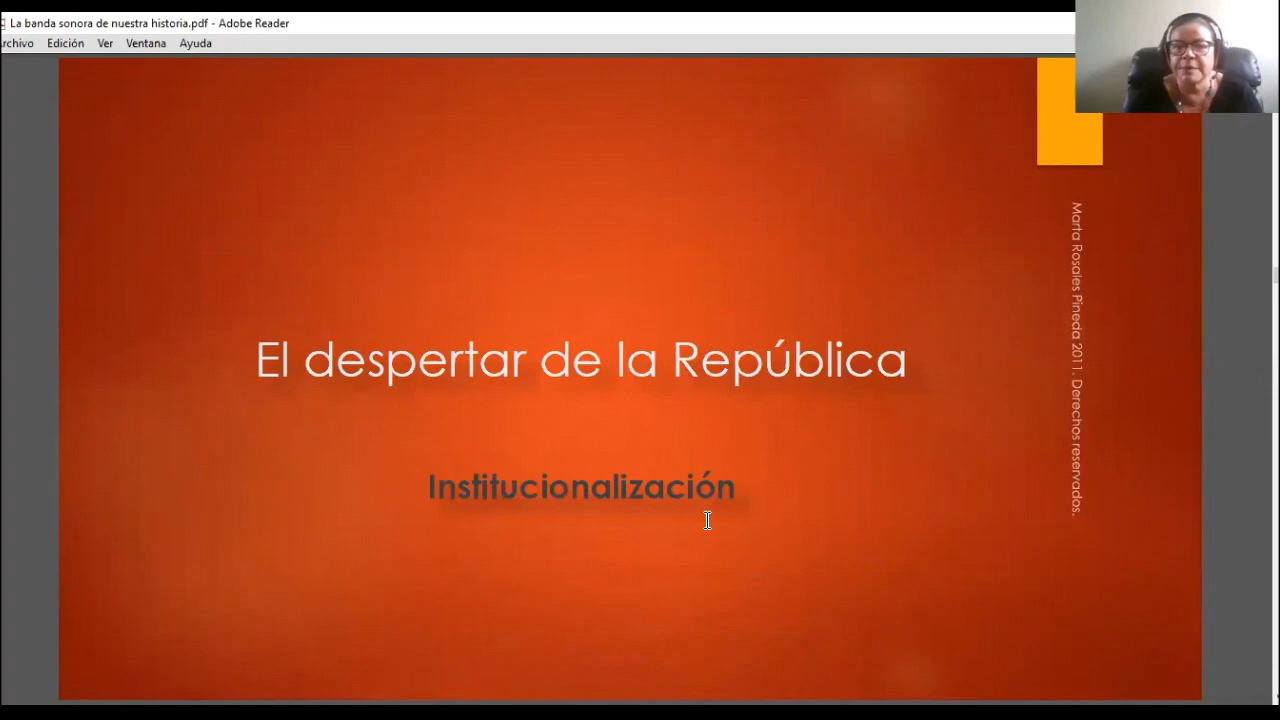 La banda sonora de nuestra historia.pdf - Adobe Reader
rchivo Edición Ver Ventana Ayuda
El despertar de la República
Institucionalización
Marta Rosales Pineda 2011. Derechos reservados.